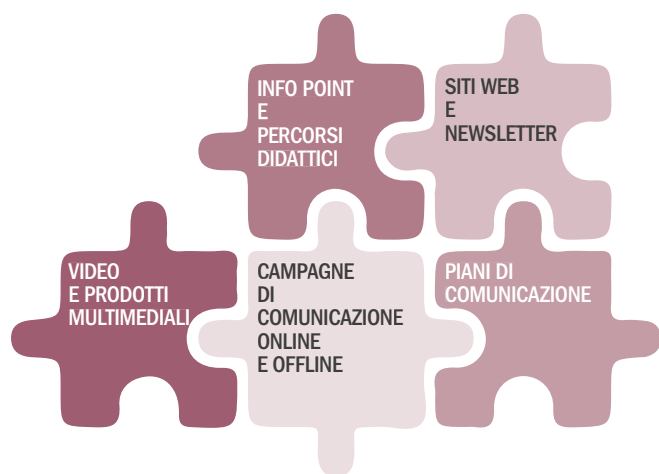 INFO POINT
E
PERCORSI
DIDATTICI
SITI WEB
E
NEWSLETTER
VIDEO
E PRODOTTI
MULTIMEDIALI
CAMPAGNE
DI
COMUNICAZIONE
ONLINE
E OFFLINE
PIANI DI
COMUNICAZIONE